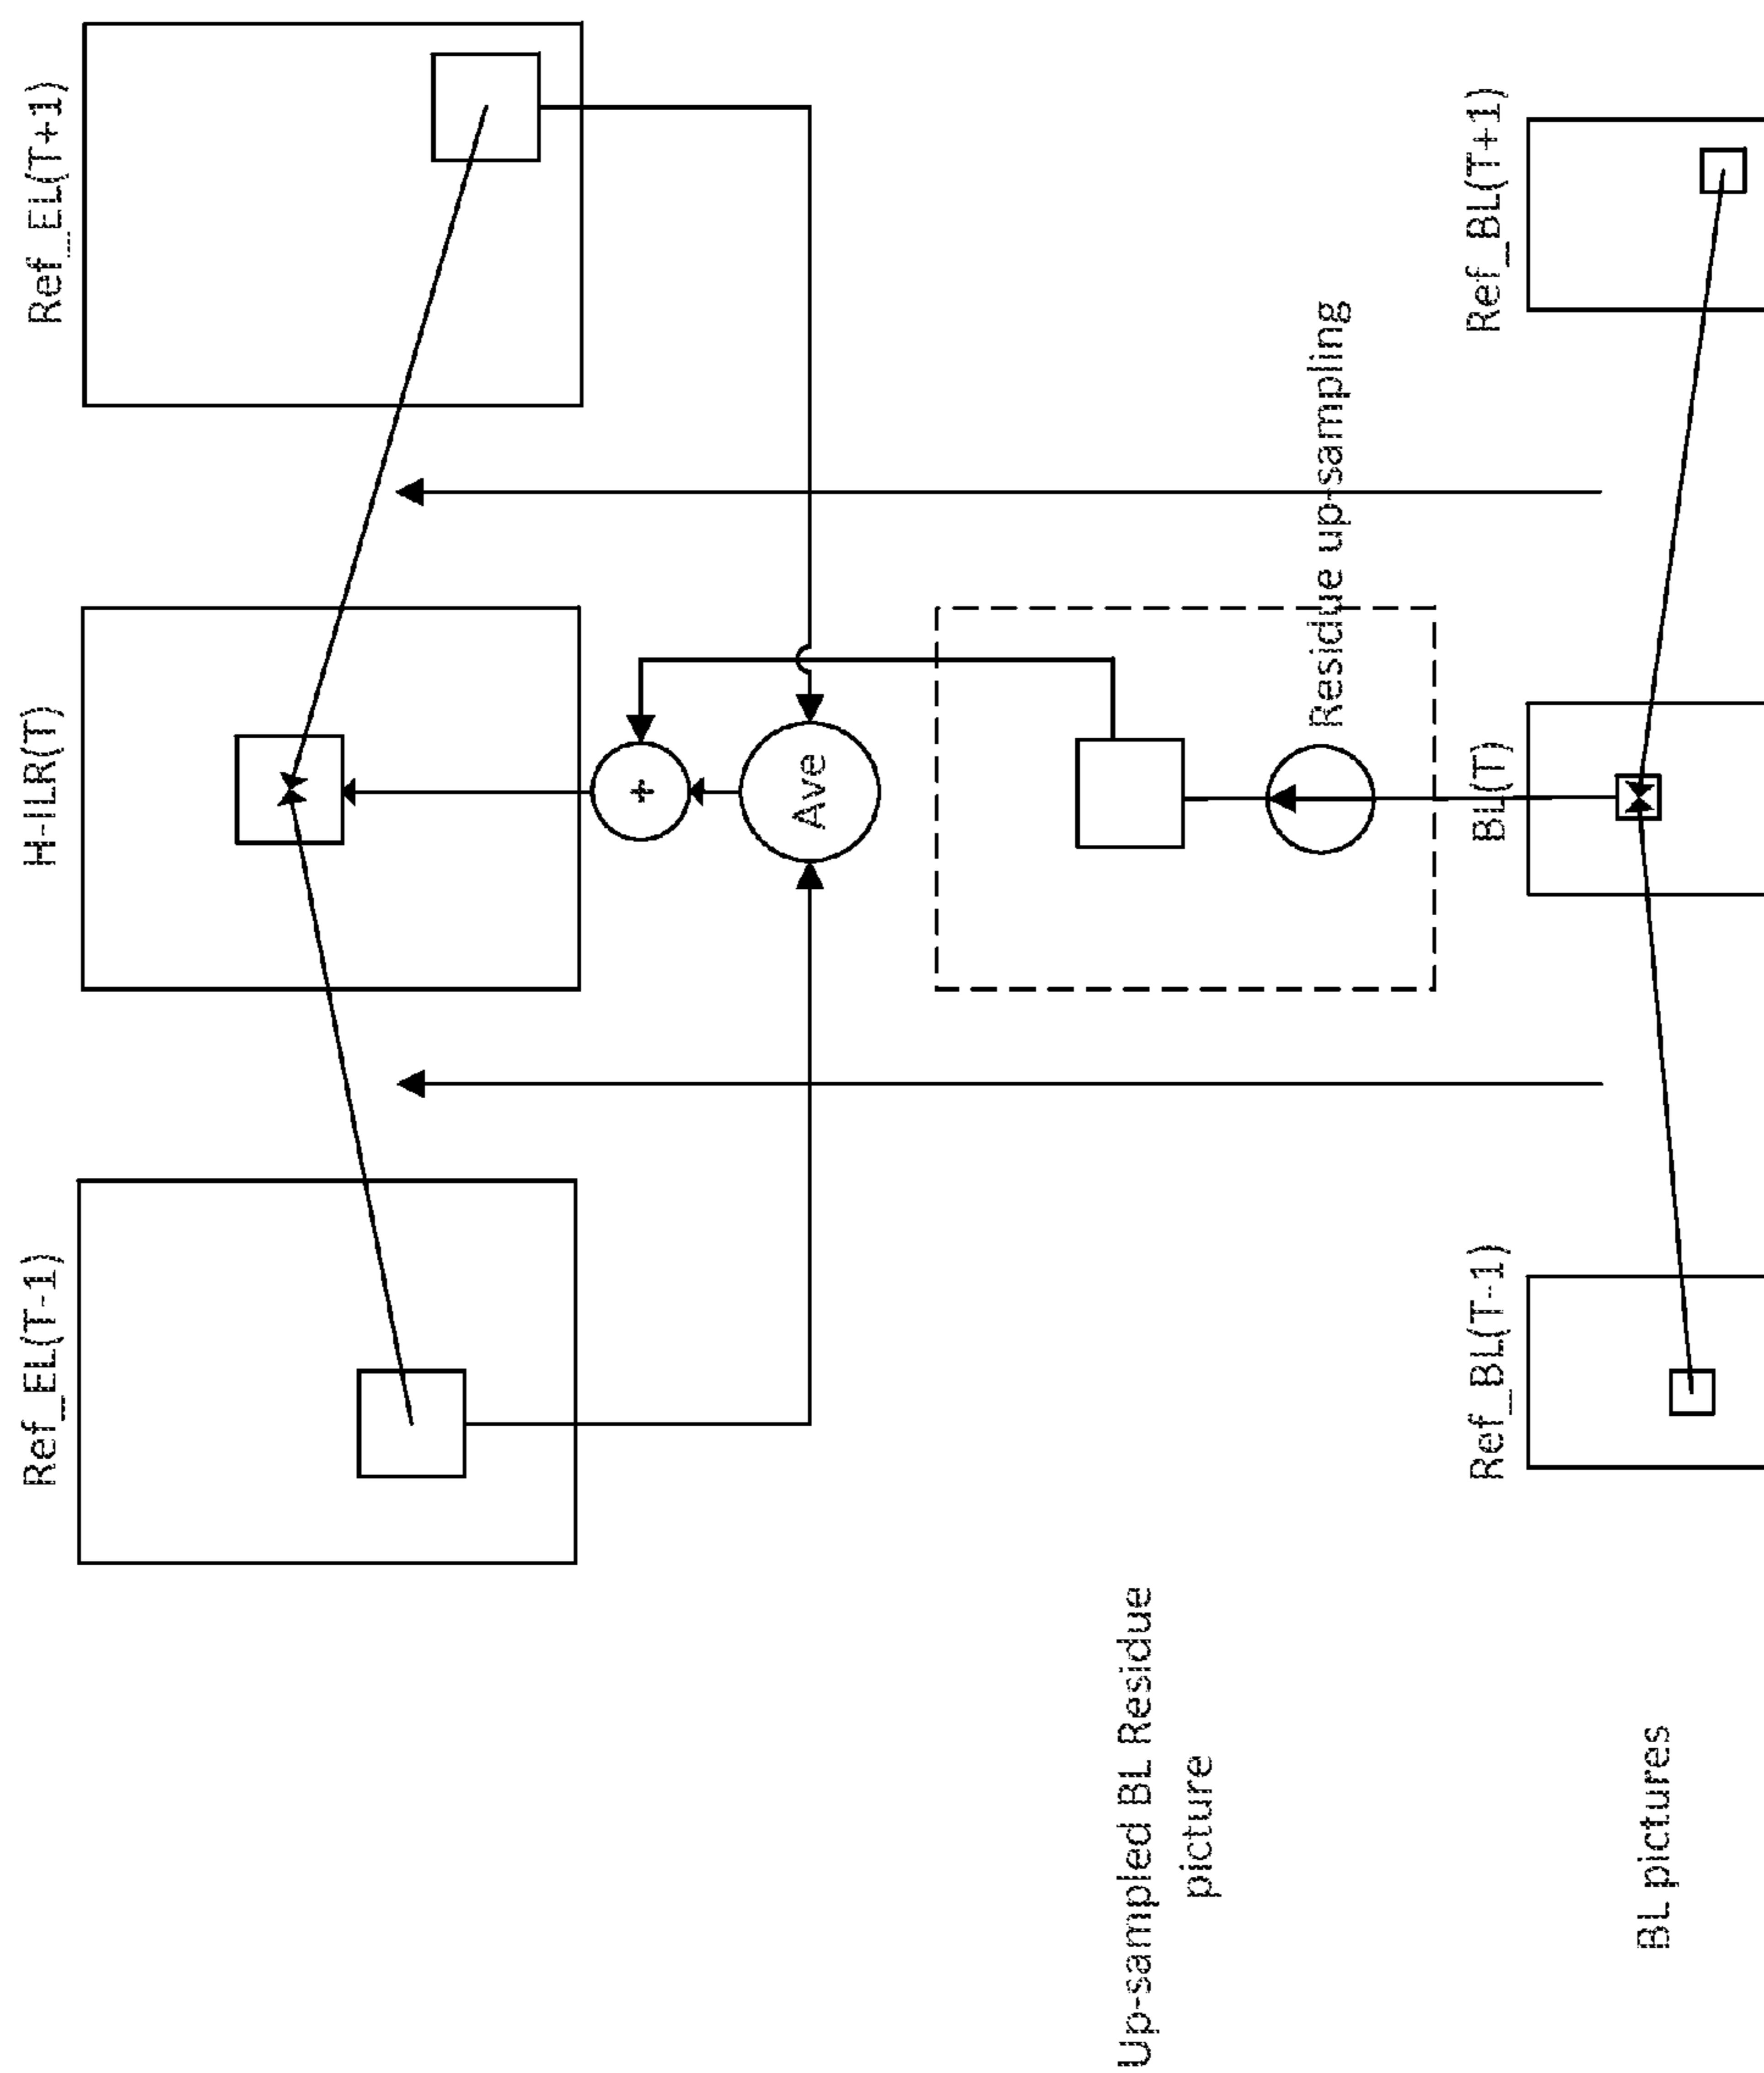 Ref_EL(T-1)
H-ILR(T)
Ref_EL(T+1)
+
Ave
Up-sampled BL Residue
picture
Residue up-sampling
Ref_BL(T-1)
BL(T)
Ref_BL(T+1)
BL pictures